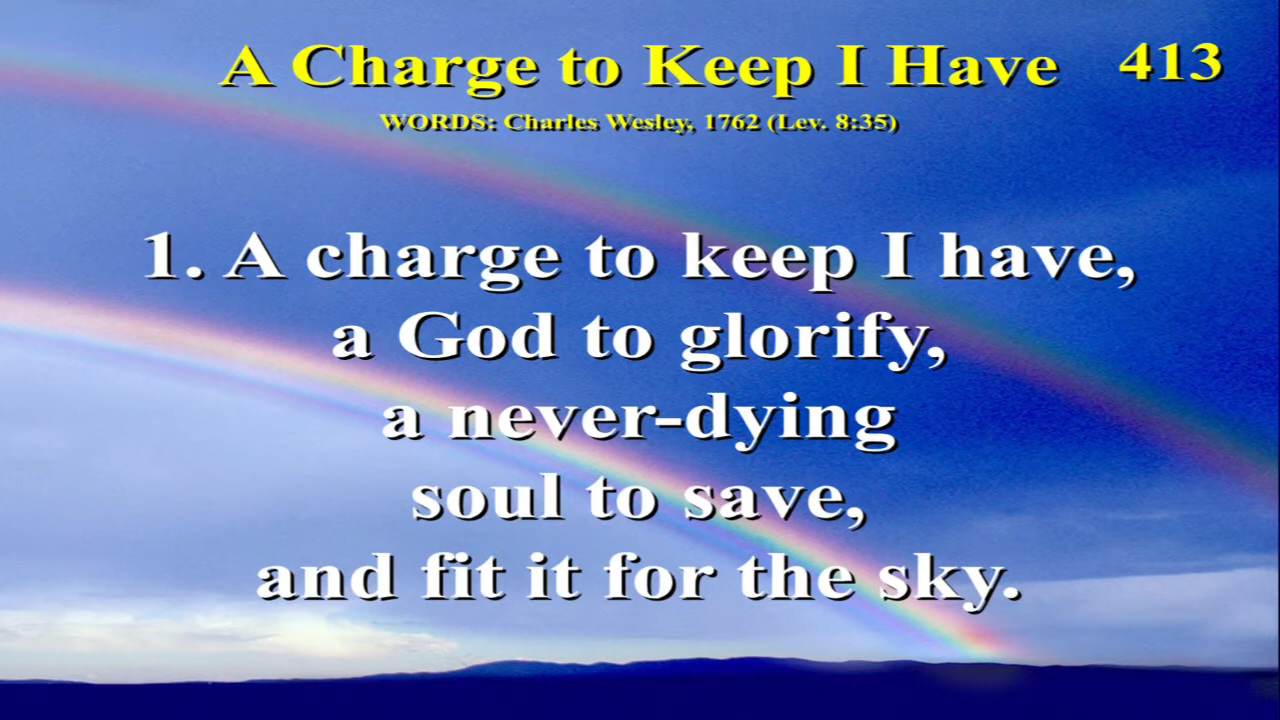 A Charge to Keep I Have 413
WORDS: Charles Wesley, 1762 (Lev. 8:35)
1. A charge to keep I have,
a God to glorify,
a never-dying
soul to save,
and fit it for the sky.